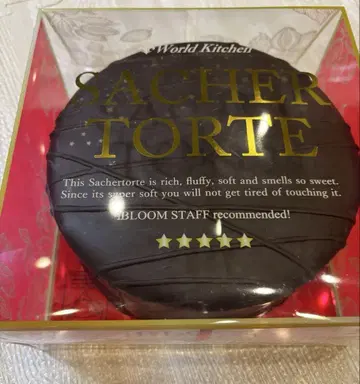 World Kitchen
SACHER
TORTE
This Sachertorte is rich, fluffy, soft and smells so sweet.
Since its super soft you will not get tired of touching it.
IBLOOM STAFF recommended!